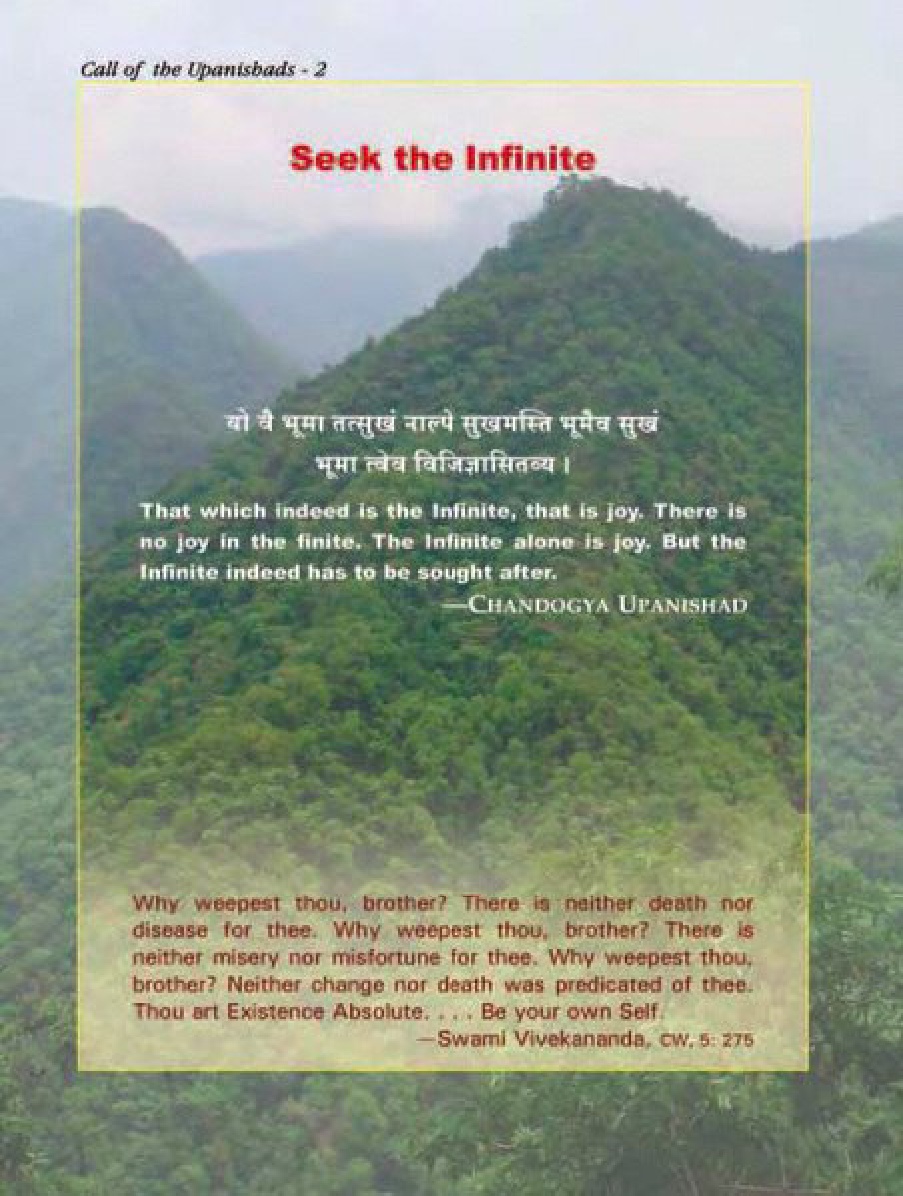 Call of the Upanishads - 2
Seek the Infinite
यो वै भूमा तत्सुखं नाल्पे सुखमस्ति भूमैव सुखं
भूमा त्वेव विजिज्ञासितव्य ।
That which indeed is the Infinite, that is joy. There is
no joy in the finite. The Infinite alone is joy. But the
Infinite indeed has to be sought after.
—CHANDOGYA UPANISHAD
Why weepest thou, brother? There is neither death nor
disease for thee. Why weepest thou, brother? There is
neither misery nor misfortune for thee. Why weepest thou,
brother? Neither change nor death was predicated of thee.
Thou art Existence Absolute. . . . Be your own Self.
—Swami Vivekananda, CW, 5: 275